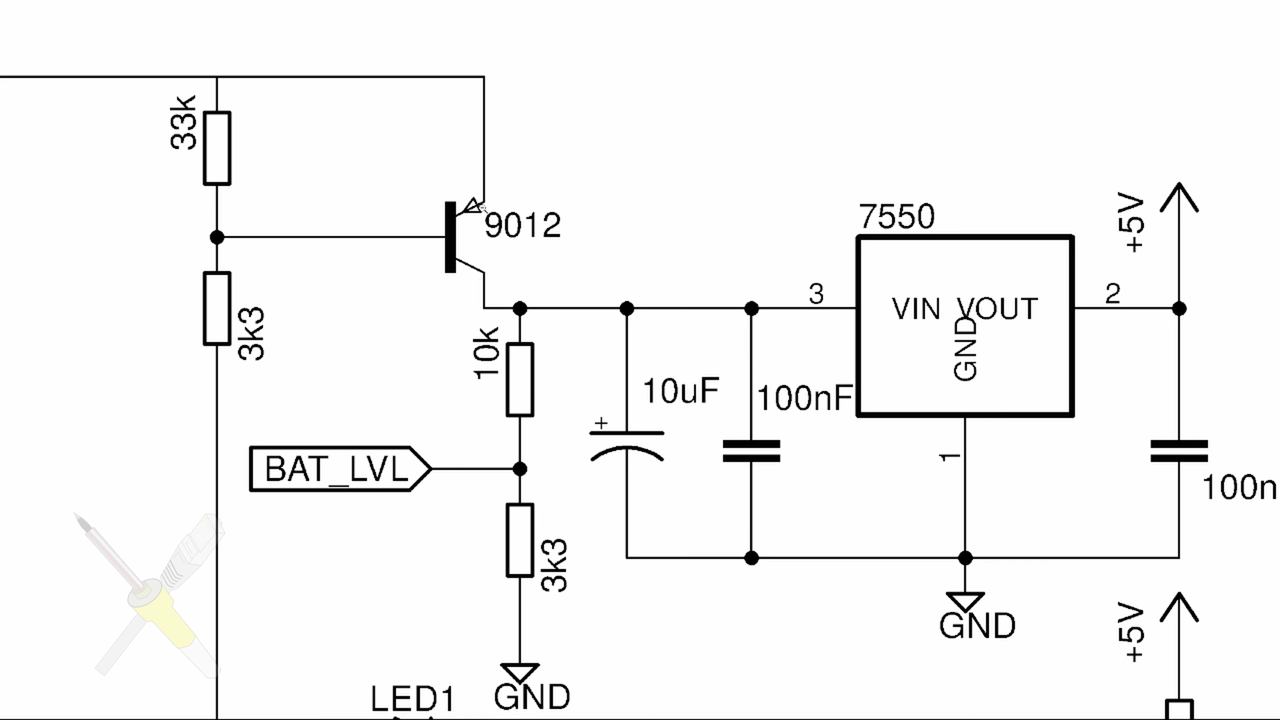 33k
3k3
9012
10k
BAT_LVL
3k3
GND
+
10uF
100nF
7550
3
VIN VOUT
GND
2
1
+5V
100n
GND
+5V
LED1